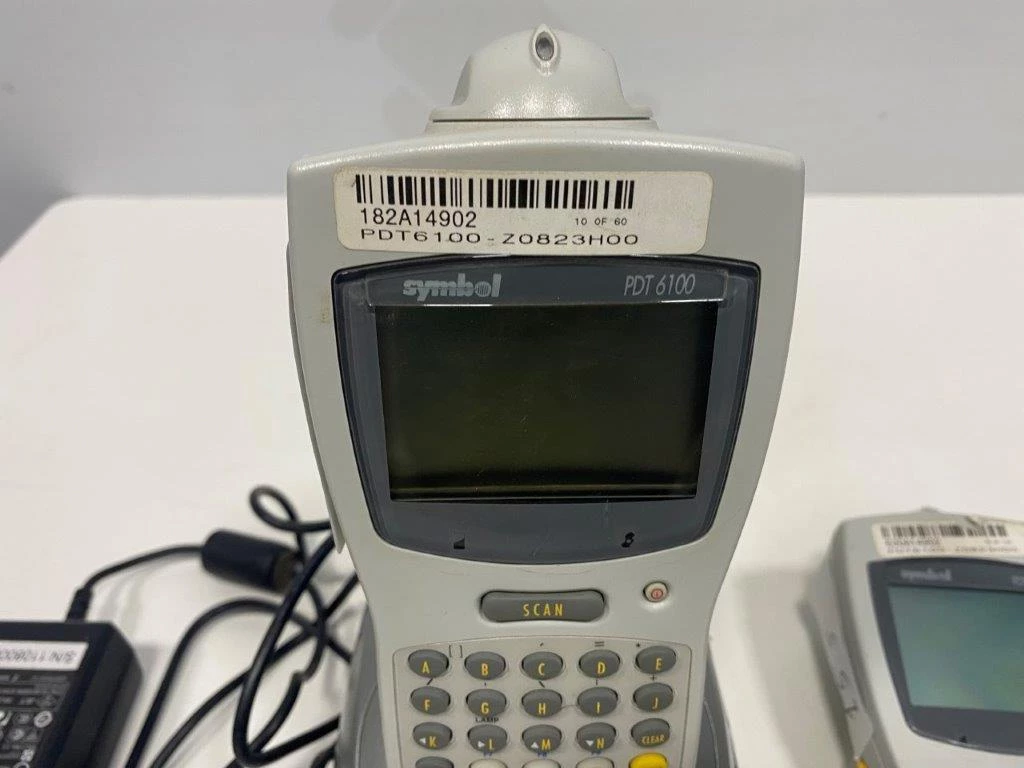 182A14902
10 OF 60
PDT6100-Z0823H00
symbol PDT 6100
SCAN
[ ] ' = *
A B C D E
F G H I J
LAMP
K L M N CLEAR
symbol
S/N